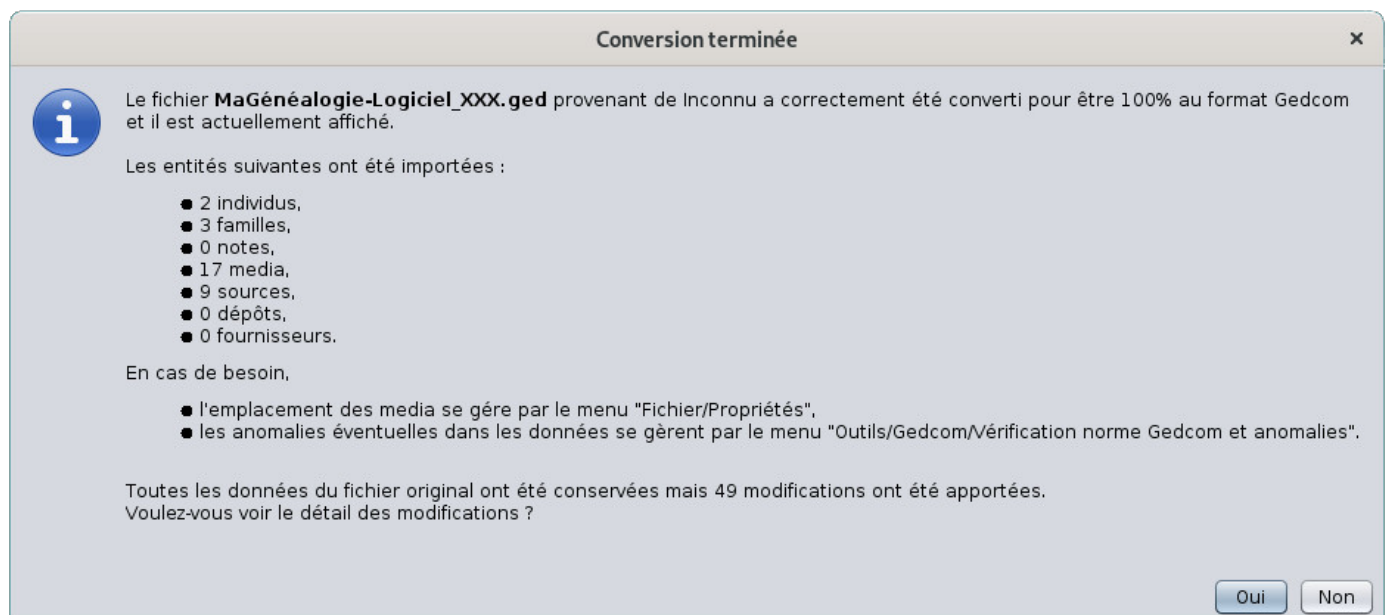 Conversion terminée
Le fichier MaGénéalogie-Logiciel_XXX.ged provenant de Inconnu a correctement été converti pour être 100% au format Gedcom
et il est actuellement affiché.
Les entités suivantes ont été importées :
● 2 individus,
● 3 familles,
● 0 notes,
● 17 media,
● 9 sources,
● 0 dépôts,
● 0 fournisseurs.
En cas de besoin,
● l'emplacement des media se gére par le menu "Fichier/Propriétés",
● les anomalies éventuelles dans les données se gèrent par le menu "Outils/Gedcom/Vérification norme Gedcom et anomalies".
Toutes les données du fichier original ont été conservées mais 49 modifications ont été apportées.
Voulez-vous voir le détail des modifications ?
Oui Non